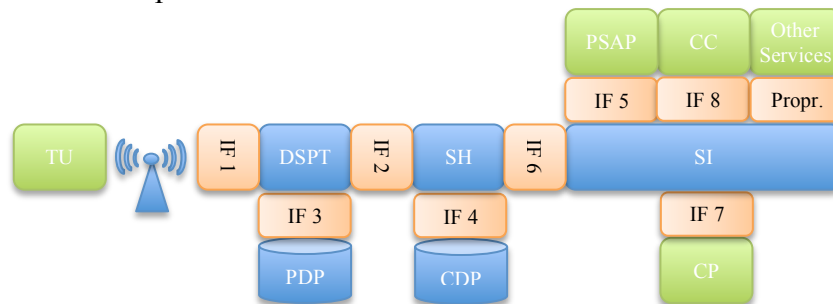 PSAP
CC
Other
Services
IF 5
IF 8
Propr.
TU
IF 1
DSPT
IF 2
SH
IF 6
SI
IF 3
IF 4
IF 7
PDP
CDP
CP